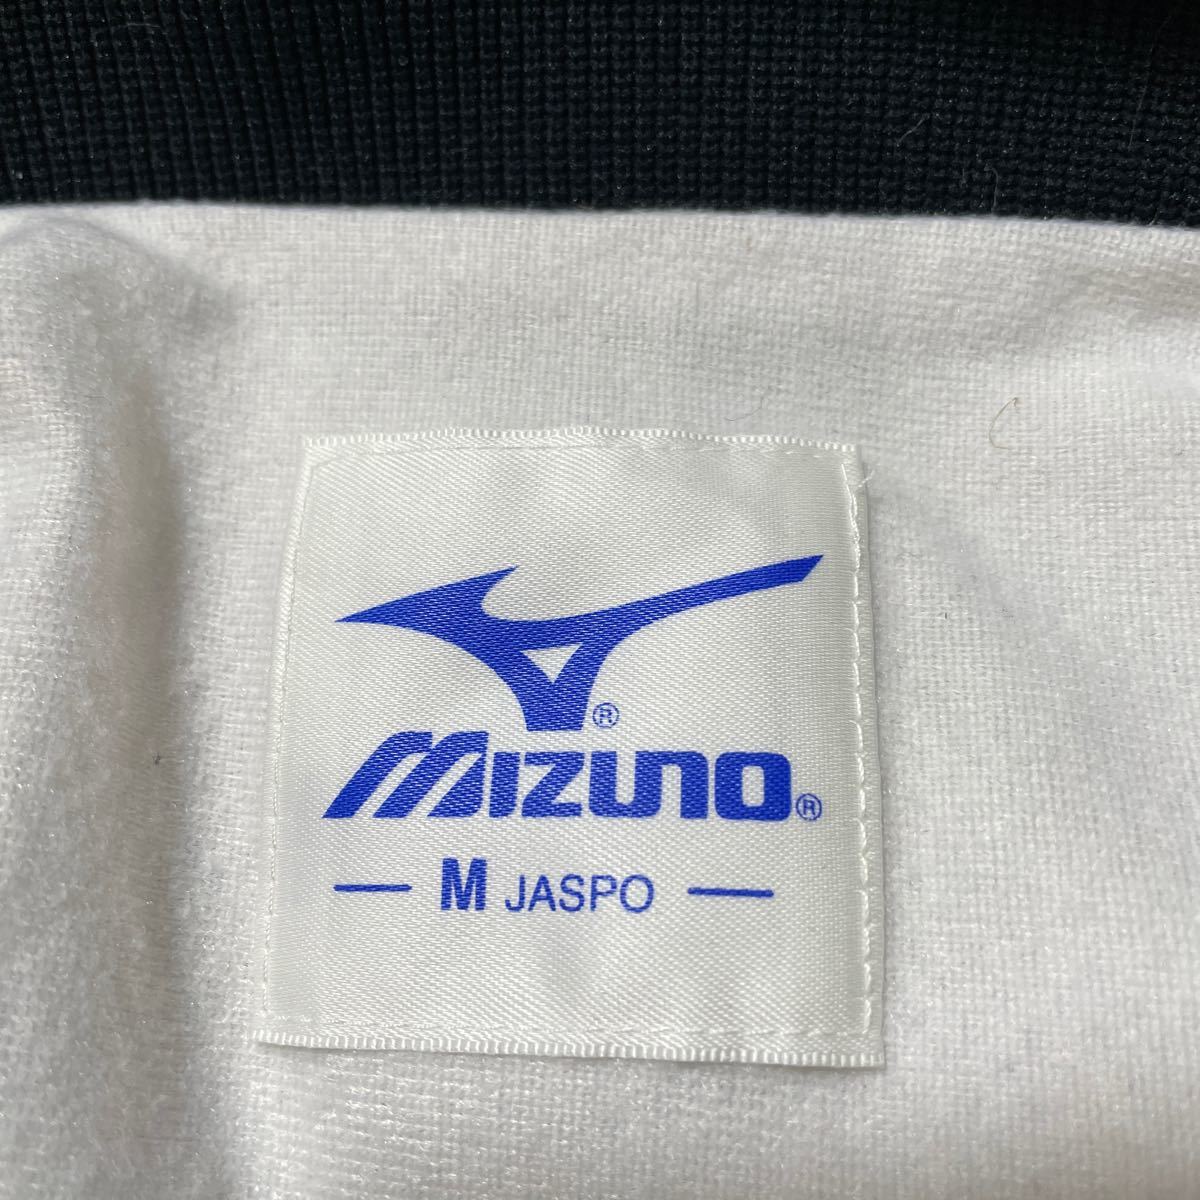 ®
MIZUNO®
— M JASPO —